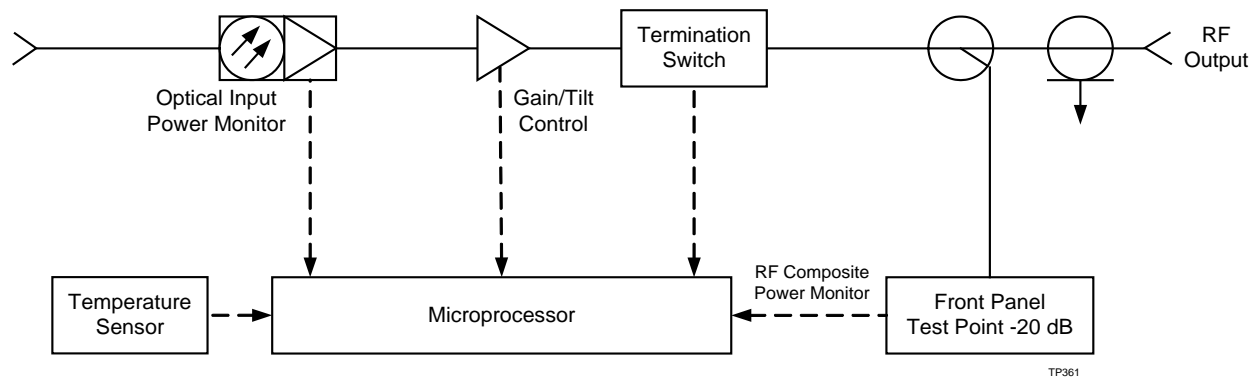 Termination
Switch
RF
Output
Optical Input
Power Monitor
Gain/Tilt
Control
Temperature
Sensor
Microprocessor
RF Composite
Power Monitor
Front Panel
Test Point -20 dB
TP361